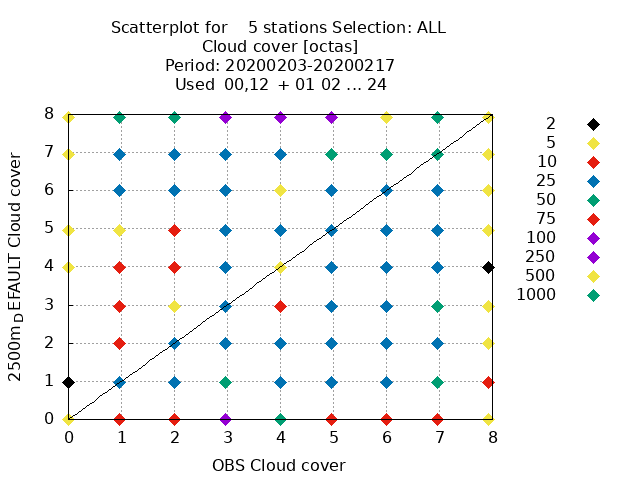 Scatterplot for 5 stations Selection: ALL
Cloud cover [octas]
Period: 20200203-20200217
Used 00,12 + 01 02 ... 24
8
7
6
5
4
3
2
1
0
2500m_DEFAULT Cloud cover
0 1 2 3 4 5 6 7 8
OBS Cloud cover
2
5
10
25
50
75
100
250
500
1000